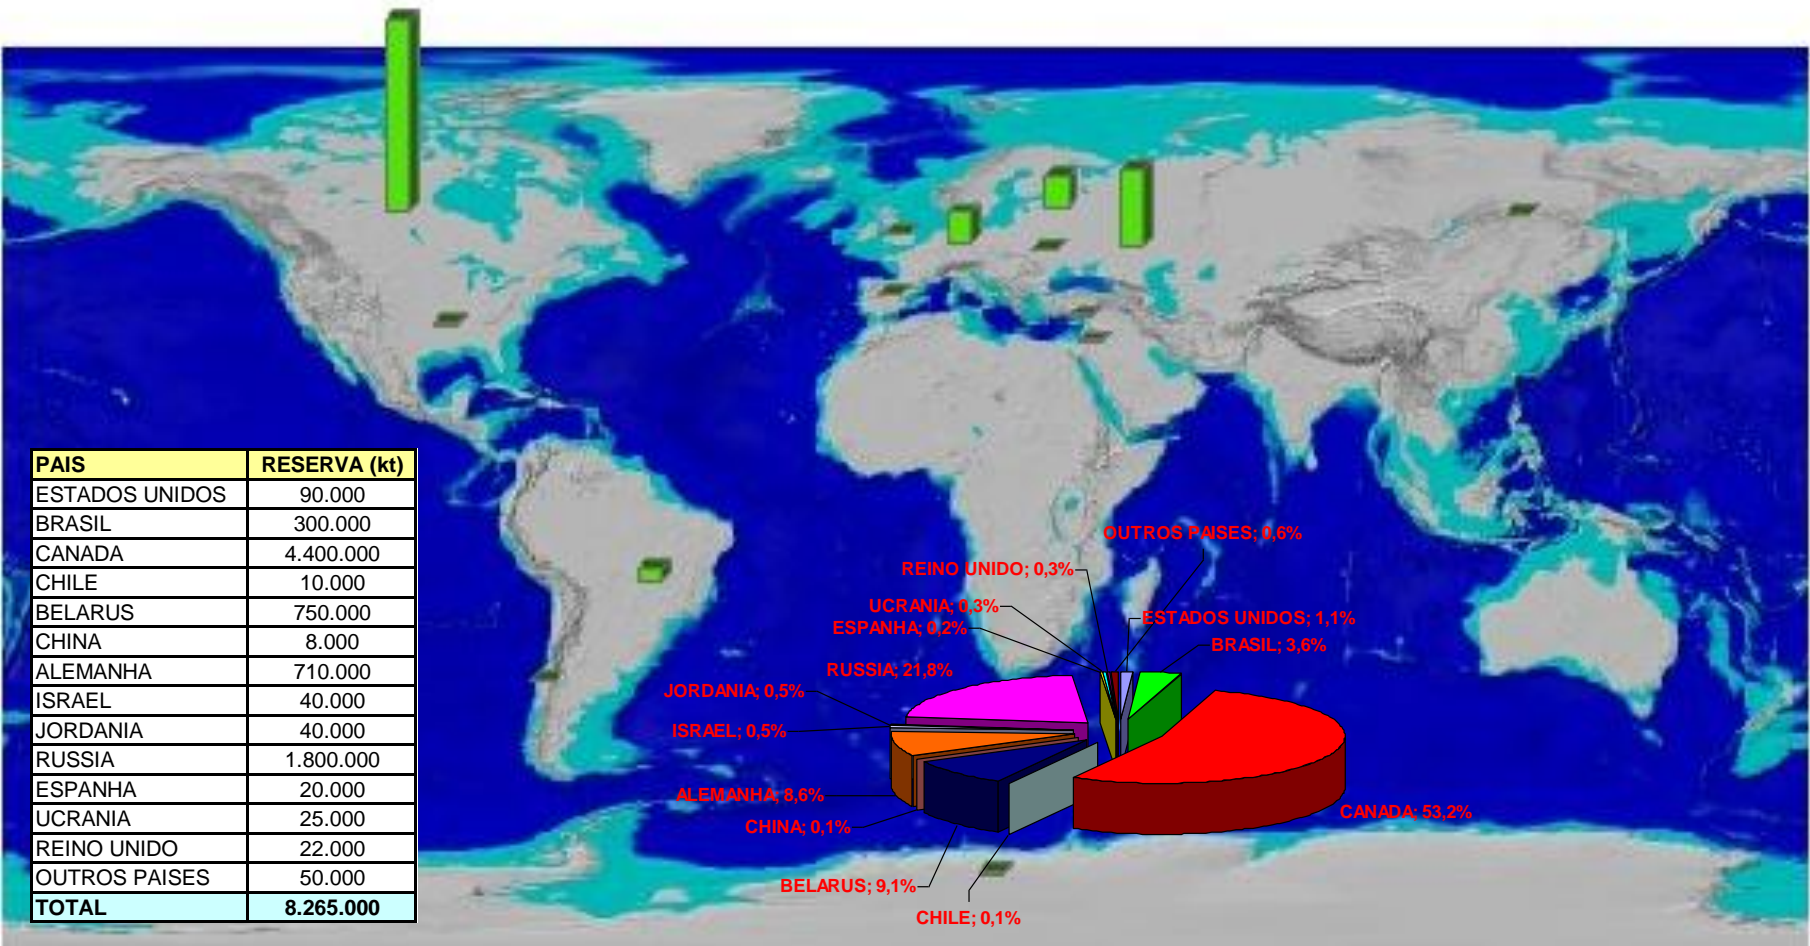 PAIS RESERVA (kt)
ESTADOS UNIDOS 90.000
BRASIL 300.000
CANADA 4.400.000
CHILE 10.000
BELARUS 750.000
CHINA 8.000
ALEMANHA 710.000
ISRAEL 40.000
JORDANIA 40.000
RUSSIA 1.800.000
ESPANHA 20.000
UCRANIA 25.000
REINO UNIDO 22.000
OUTROS PAISES 50.000
TOTAL 8.265.000
OUTROS PAISES; 0,6%
REINO UNIDO; 0,3%
UCRANIA; 0,3%
ESTADOS UNIDOS; 1,1%
ESPANHA; 0,2%
BRASIL; 3,6%
RUSSIA; 21,8%
JORDANIA; 0,5%
ISRAEL; 0,5%
ALEMANHA; 8,6%
CANADA; 53,2%
CHINA; 0,1%
BELARUS; 9,1%
CHILE; 0,1%